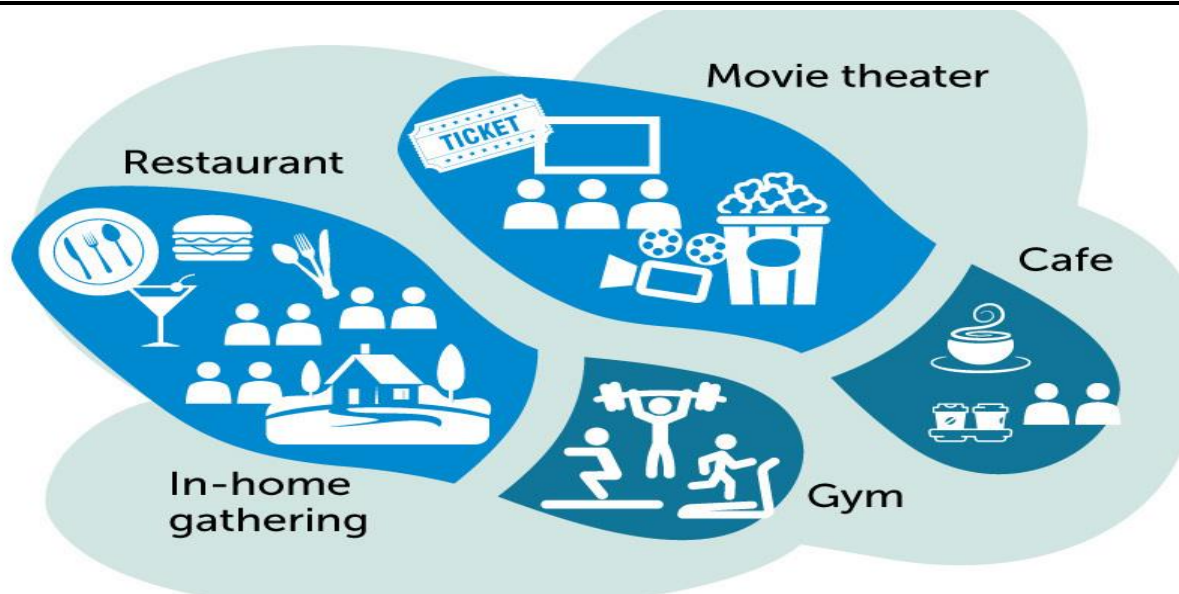 Movie theater
TICKET
Restaurant
Cafe
In-home
gathering
Gym